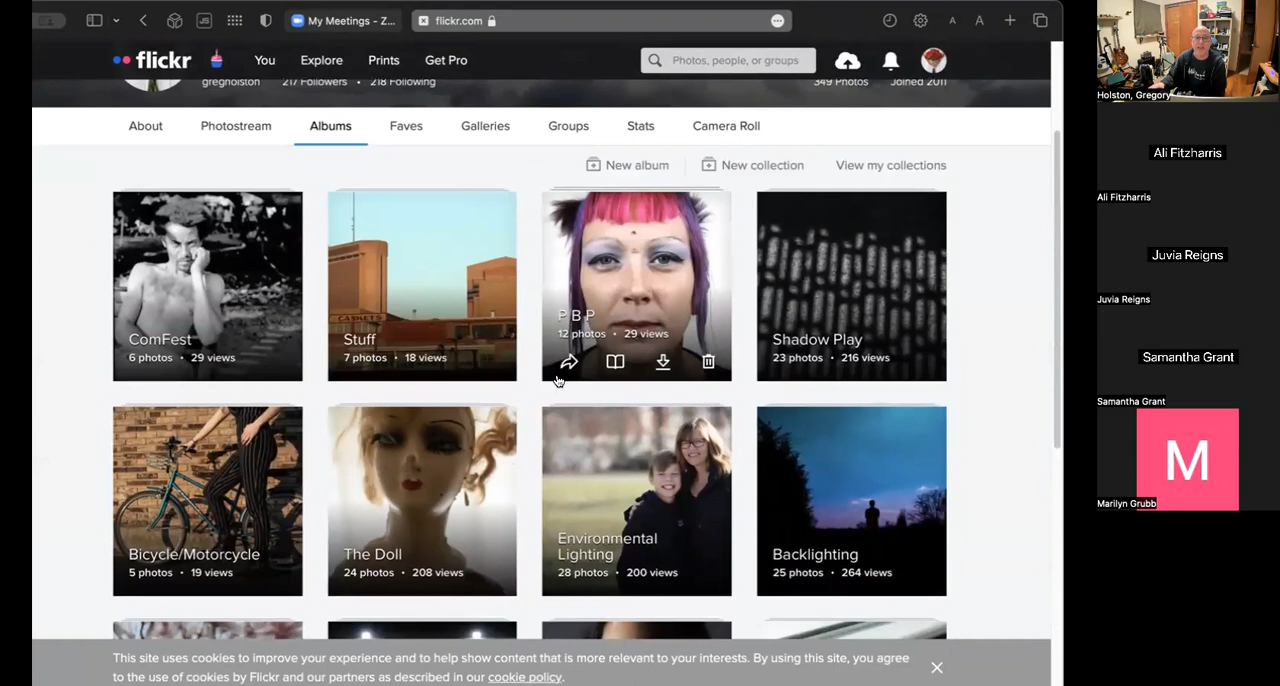 JS
My Meetings - Z...
flickr.com
A
A
flickr
You
Explore
Prints
Get Pro
Photos, people, or groups
gregholston
217 Followers • 218 Following
349 Photos
Joined 2011
About
Photostream
Albums
Faves
Galleries
Groups
Stats
Camera Roll
New album
New collection
View my collections
ComFest
6 photos • 29 views
CASKETS
Stuff
7 photos • 18 views
P B P
12 photos • 29 views
Shadow Play
23 photos • 216 views
Bicycle/Motorcycle
5 photos • 19 views
The Doll
24 photos • 208 views
Environmental
Lighting
28 photos • 200 views
Backlighting
25 photos • 264 views
This site uses cookies to improve your experience and to help show content that is more relevant to your interests. By using this site, you agree
to the use of cookies by Flickr and our partners as described in our cookie policy.
Holston, Gregory
Ali Fitzharris
Ali Fitzharris
Juvia Reigns
Juvia Reigns
Samantha Grant
Samantha Grant
M
Marilyn Grubb